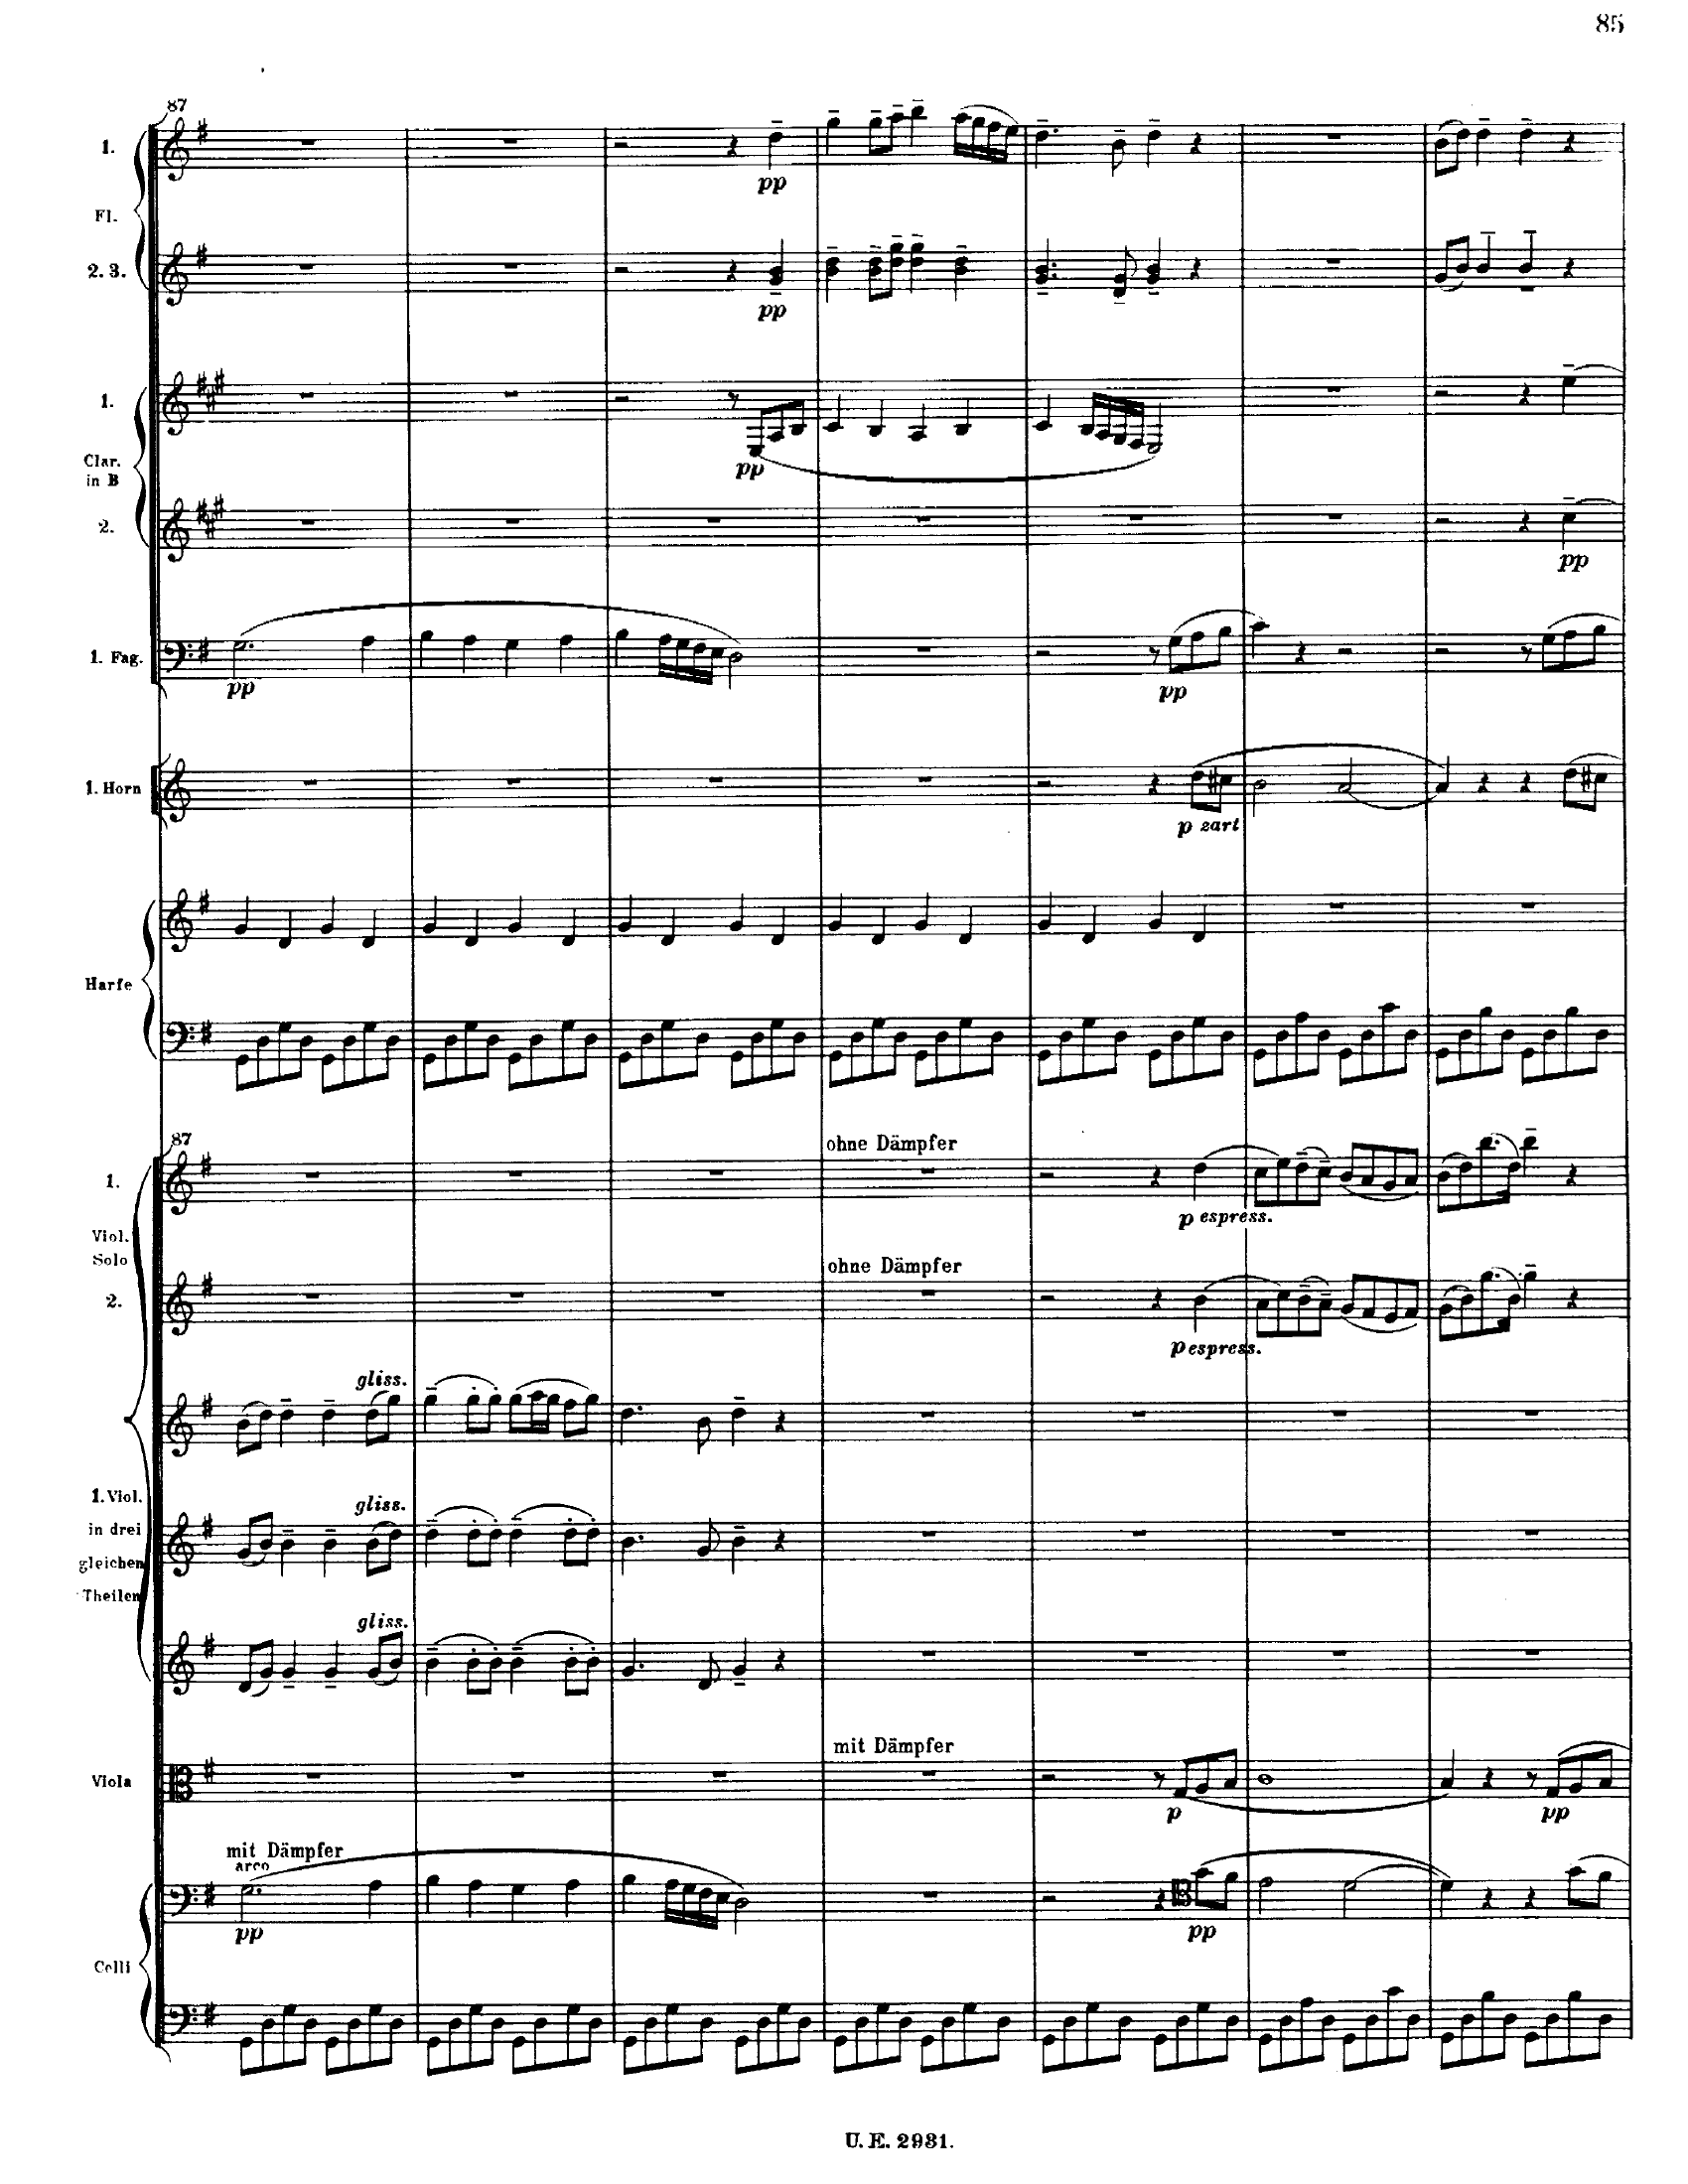 85
87
1.
pp
Fl.
2. 3.
pp
1.
pp
Clar.
in B
2.
pp
1. Fag.
pp
pp
1. Horn
p zart
Harfe
87
ohne Dämpfer
1.
p espress.
Viol.
Solo
ohne Dämpfer
2.
p espress.
gliss.
1. Viol.
in drei
gleichen
Theilen
gliss.
gliss.
mit Dämpfer
Viola
p
pp
mit Dämpfer
arco
pp
pp
Celli
U. E. 2931.